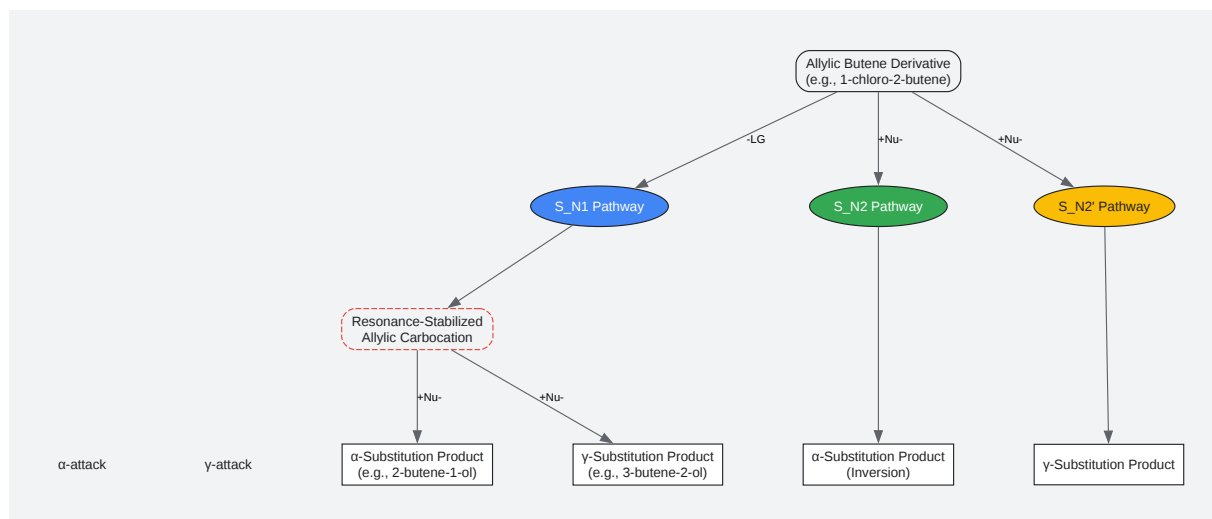 Allylic Butene Derivative
(e.g., 1-chloro-2-butene)
-LG
+Nu-
+Nu-
S_N1 Pathway
S_N2 Pathway
S_N2' Pathway
Resonance-Stabilized
Allylic Carbocation
+Nu-
+Nu-
α-attack
γ-attack
α-Substitution Product
(e.g., 2-butene-1-ol)
γ-Substitution Product
(e.g., 3-butene-2-ol)
α-Substitution Product
(Inversion)
γ-Substitution Product